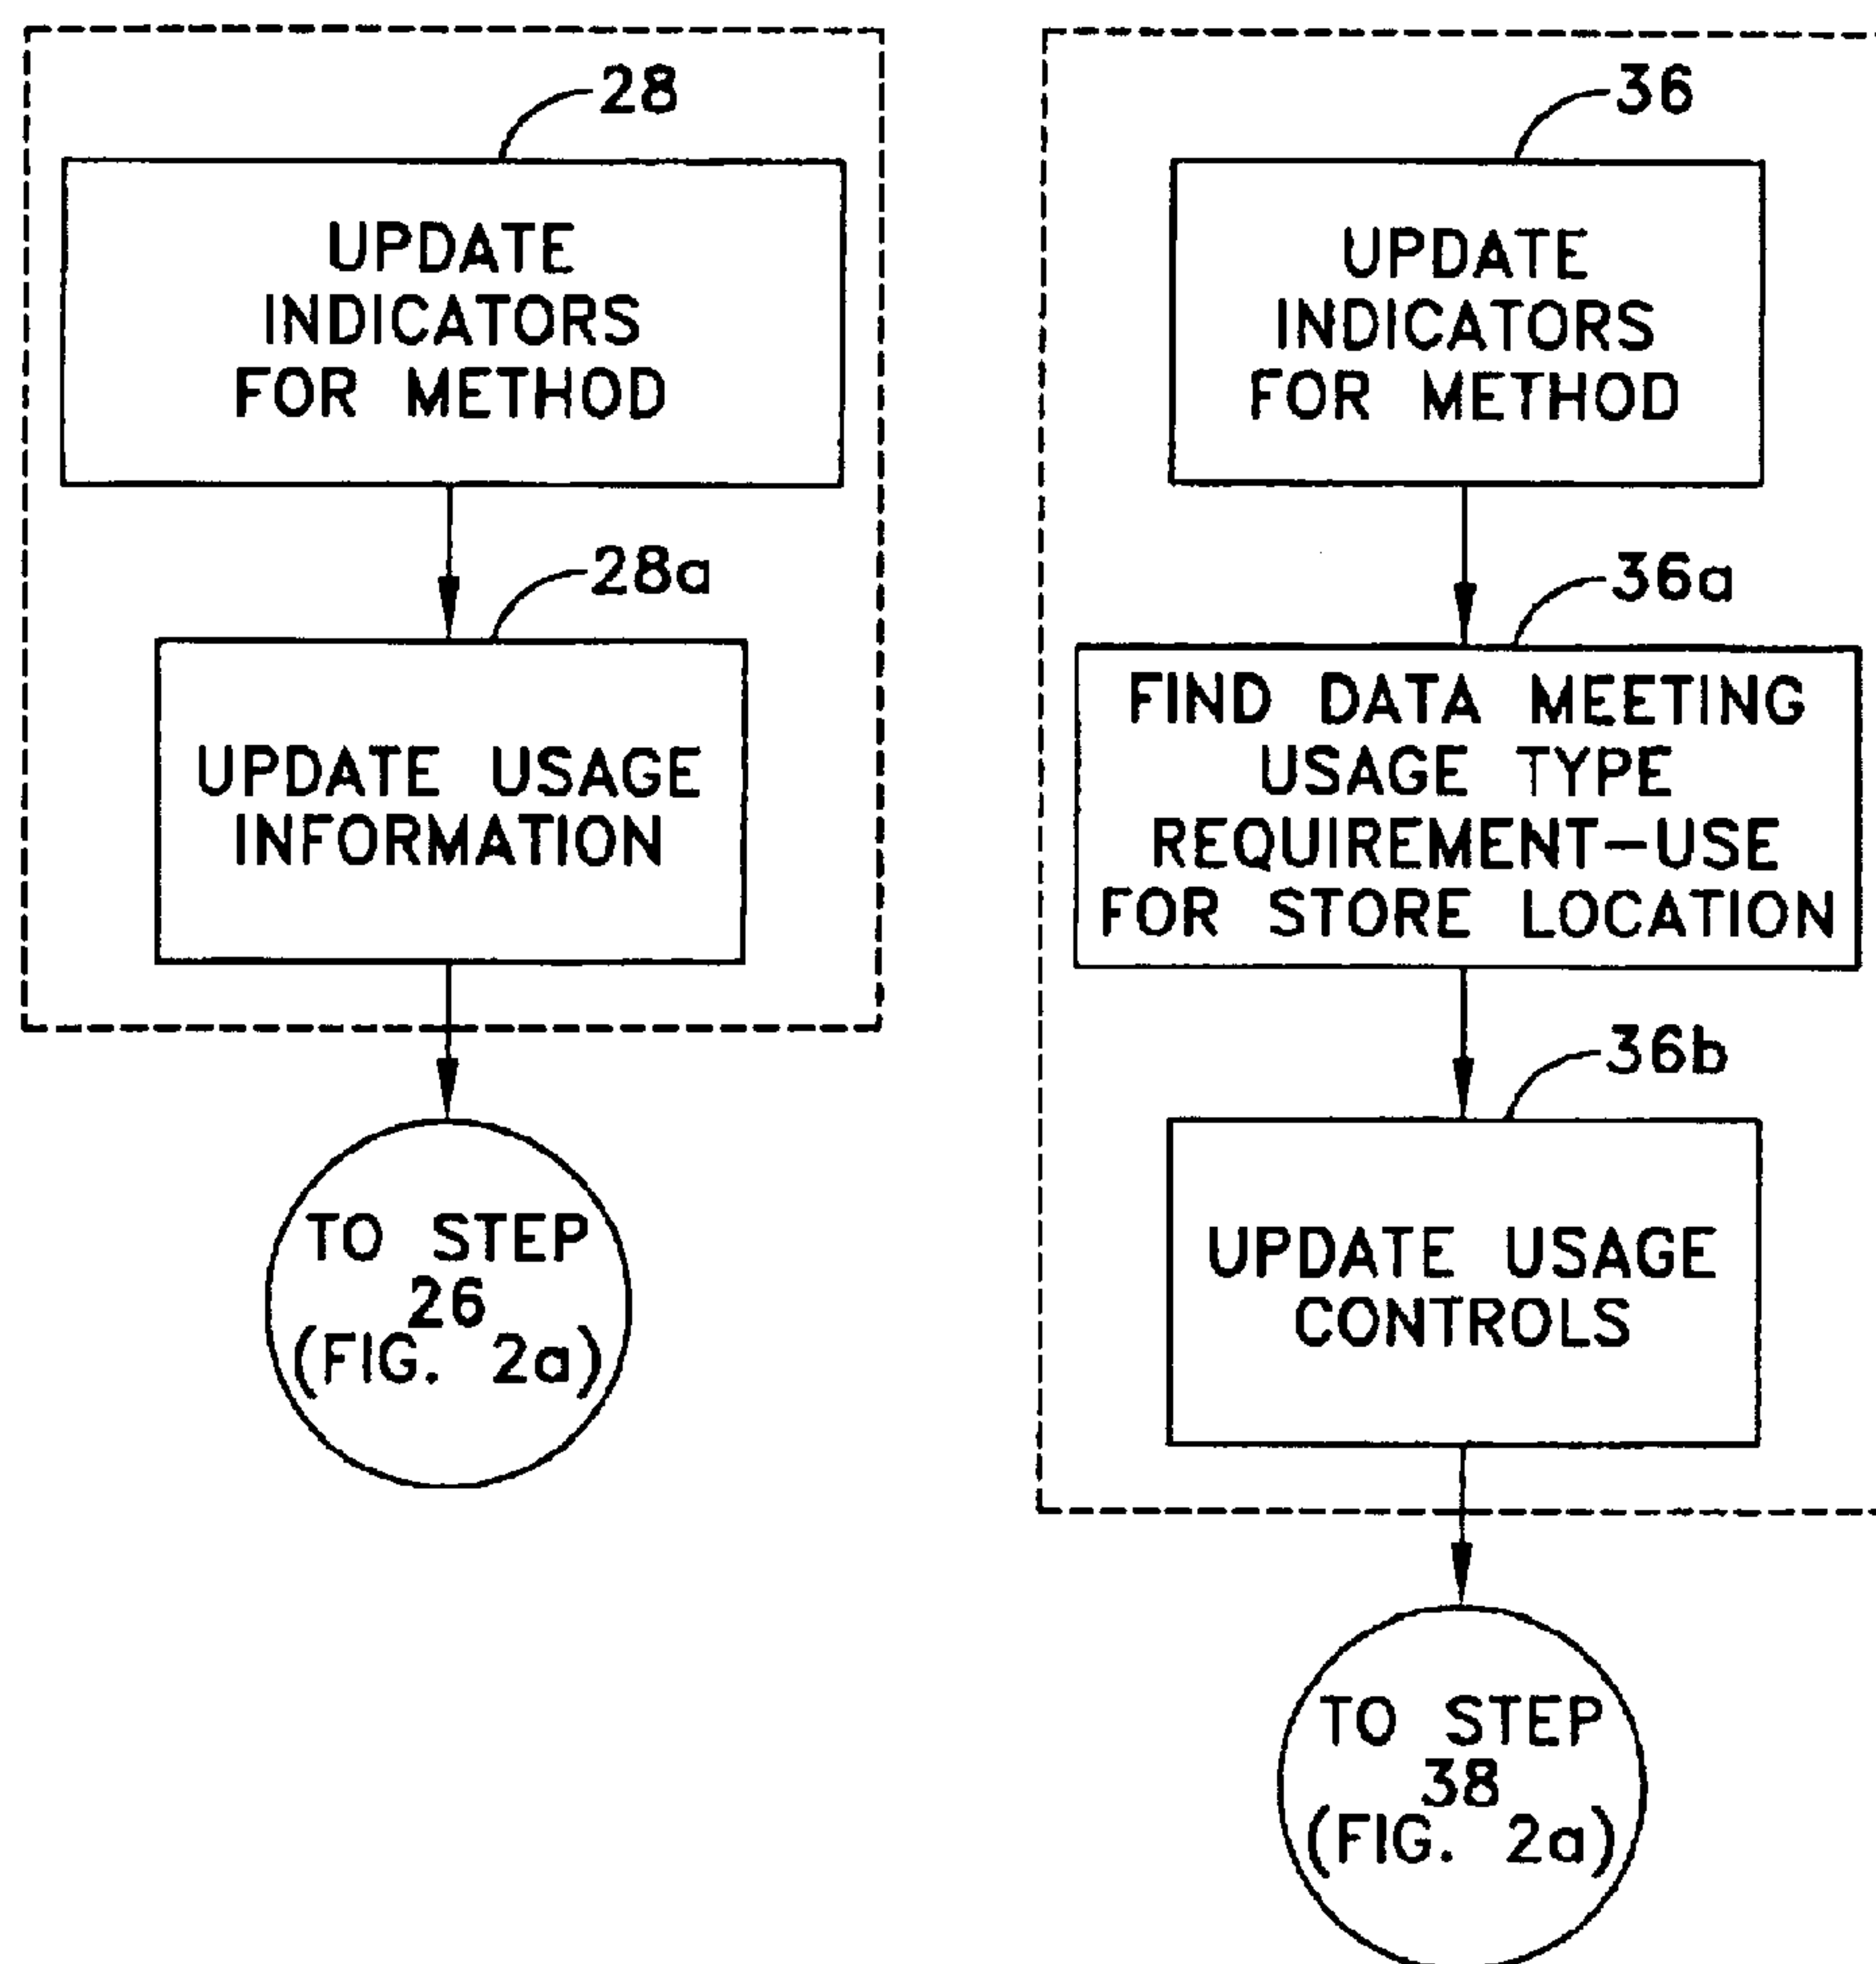 28
UPDATE
INDICATORS
FOR METHOD
28a
UPDATE USAGE
INFORMATION
TO STEP
26
(FIG. 2a)
36
UPDATE
INDICATORS
FOR METHOD
36a
FIND DATA MEETING
USAGE TYPE
REQUIREMENT-USE
FOR STORE LOCATION
36b
UPDATE USAGE
CONTROLS
TO STEP
38
(FIG. 2a)